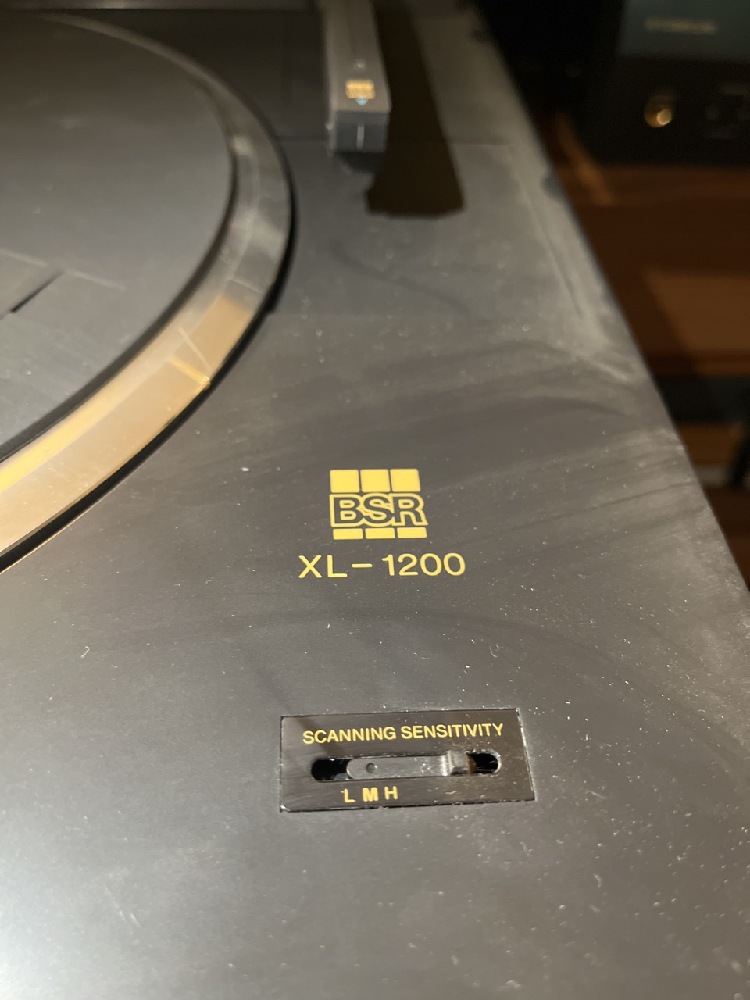 BSR
XL-1200
SCANNING SENSITIVITY
L M H